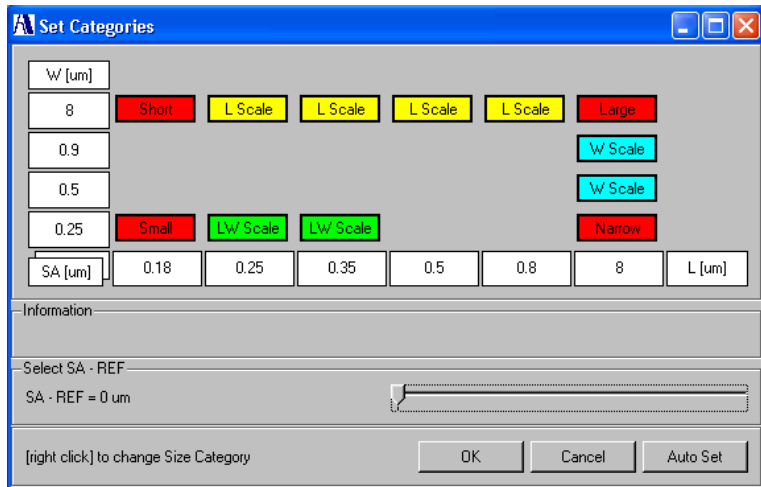 Set Categories
W [um]
8 Short L Scale L Scale L Scale L Scale Large
0.9 W Scale
0.5 W Scale
0.25 Small LW Scale LW Scale Narrow
SA [um] 0.18 0.25 0.35 0.5 0.8 8 L [um]
Information
Select SA - REF
SA - REF = 0 um
[right click] to change Size Category OK Cancel Auto Set